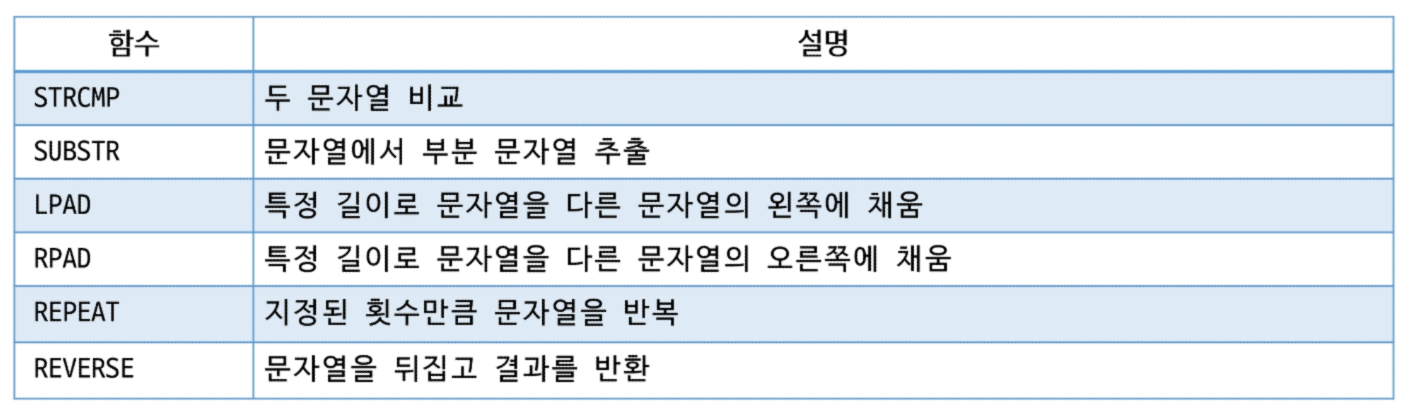 함수 설명
STRCMP 두 문자열 비교
SUBSTR 문자열에서 부분 문자열 추출
LPAD 특정 길이로 문자열을 다른 문자열의 왼쪽에 채움
RPAD 특정 길이로 문자열을 다른 문자열의 오른쪽에 채움
REPEAT 지정된 횟수만큼 문자열을 반복
REVERSE 문자열을 뒤집고 결과를 반환